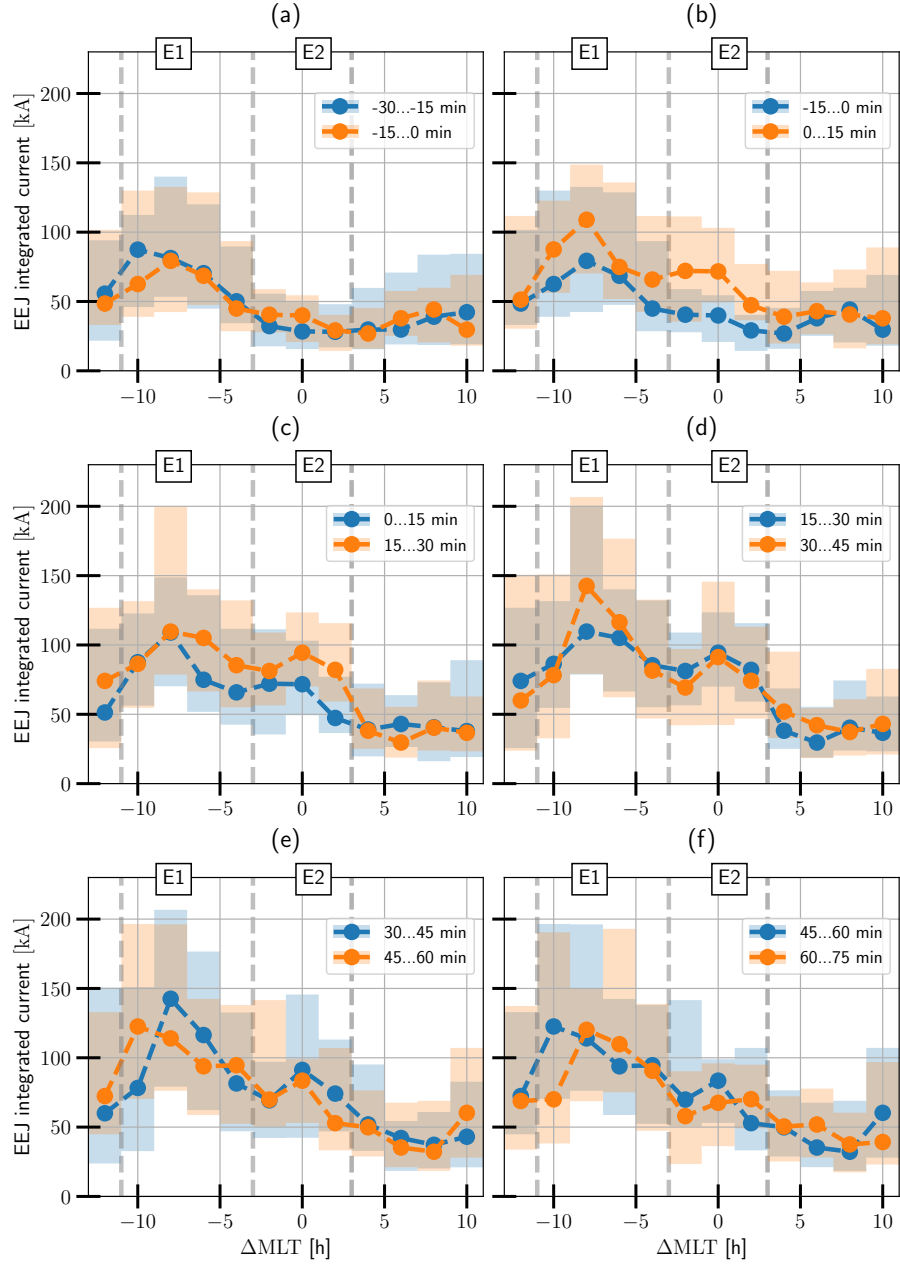 (a)
(b)
E1
E2
E1
E2
EEJ integrated current [kA]
200
150
100
50
0
-30...-15 min
-15...0 min
-15...0 min
0...15 min
−10
−5
0
5
10
−10
−5
0
5
10
(c)
(d)
E1
E2
E1
E2
EEJ integrated current [kA]
200
150
100
50
0
0...15 min
15...30 min
15...30 min
30...45 min
−10
−5
0
5
10
−10
−5
0
5
10
(e)
(f)
E1
E2
E1
E2
EEJ integrated current [kA]
200
150
100
50
0
30...45 min
45...60 min
45...60 min
60...75 min
−10
−5
0
5
10
−10
−5
0
5
10
ΔMLT [h]
ΔMLT [h]